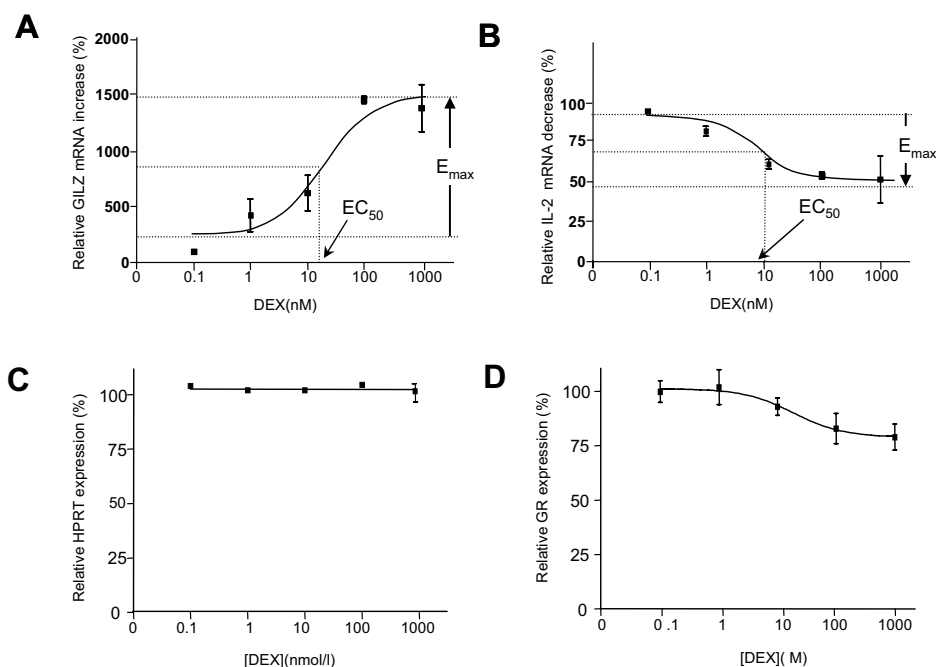 A
Relative GILZ mRNA increase (%)
2000
1500
1000
500
0
E max
EC50
0 0.1 1 10 100 1000
DEX(nM)
B
Relative IL-2 mRNA decrease (%)
100
75
50
25
0
E max
EC50
0 0.1 1 10 100 1000
DEX(nM)
C
Relative HPRT expression (%)
100
75
50
25
0
0 0.1 1 10 100 1000
[DEX](nmol/l)
D
Relative GR expression (%)
100
75
50
25
0
0 0.1 1 10 100 1000
[DEX]( M)